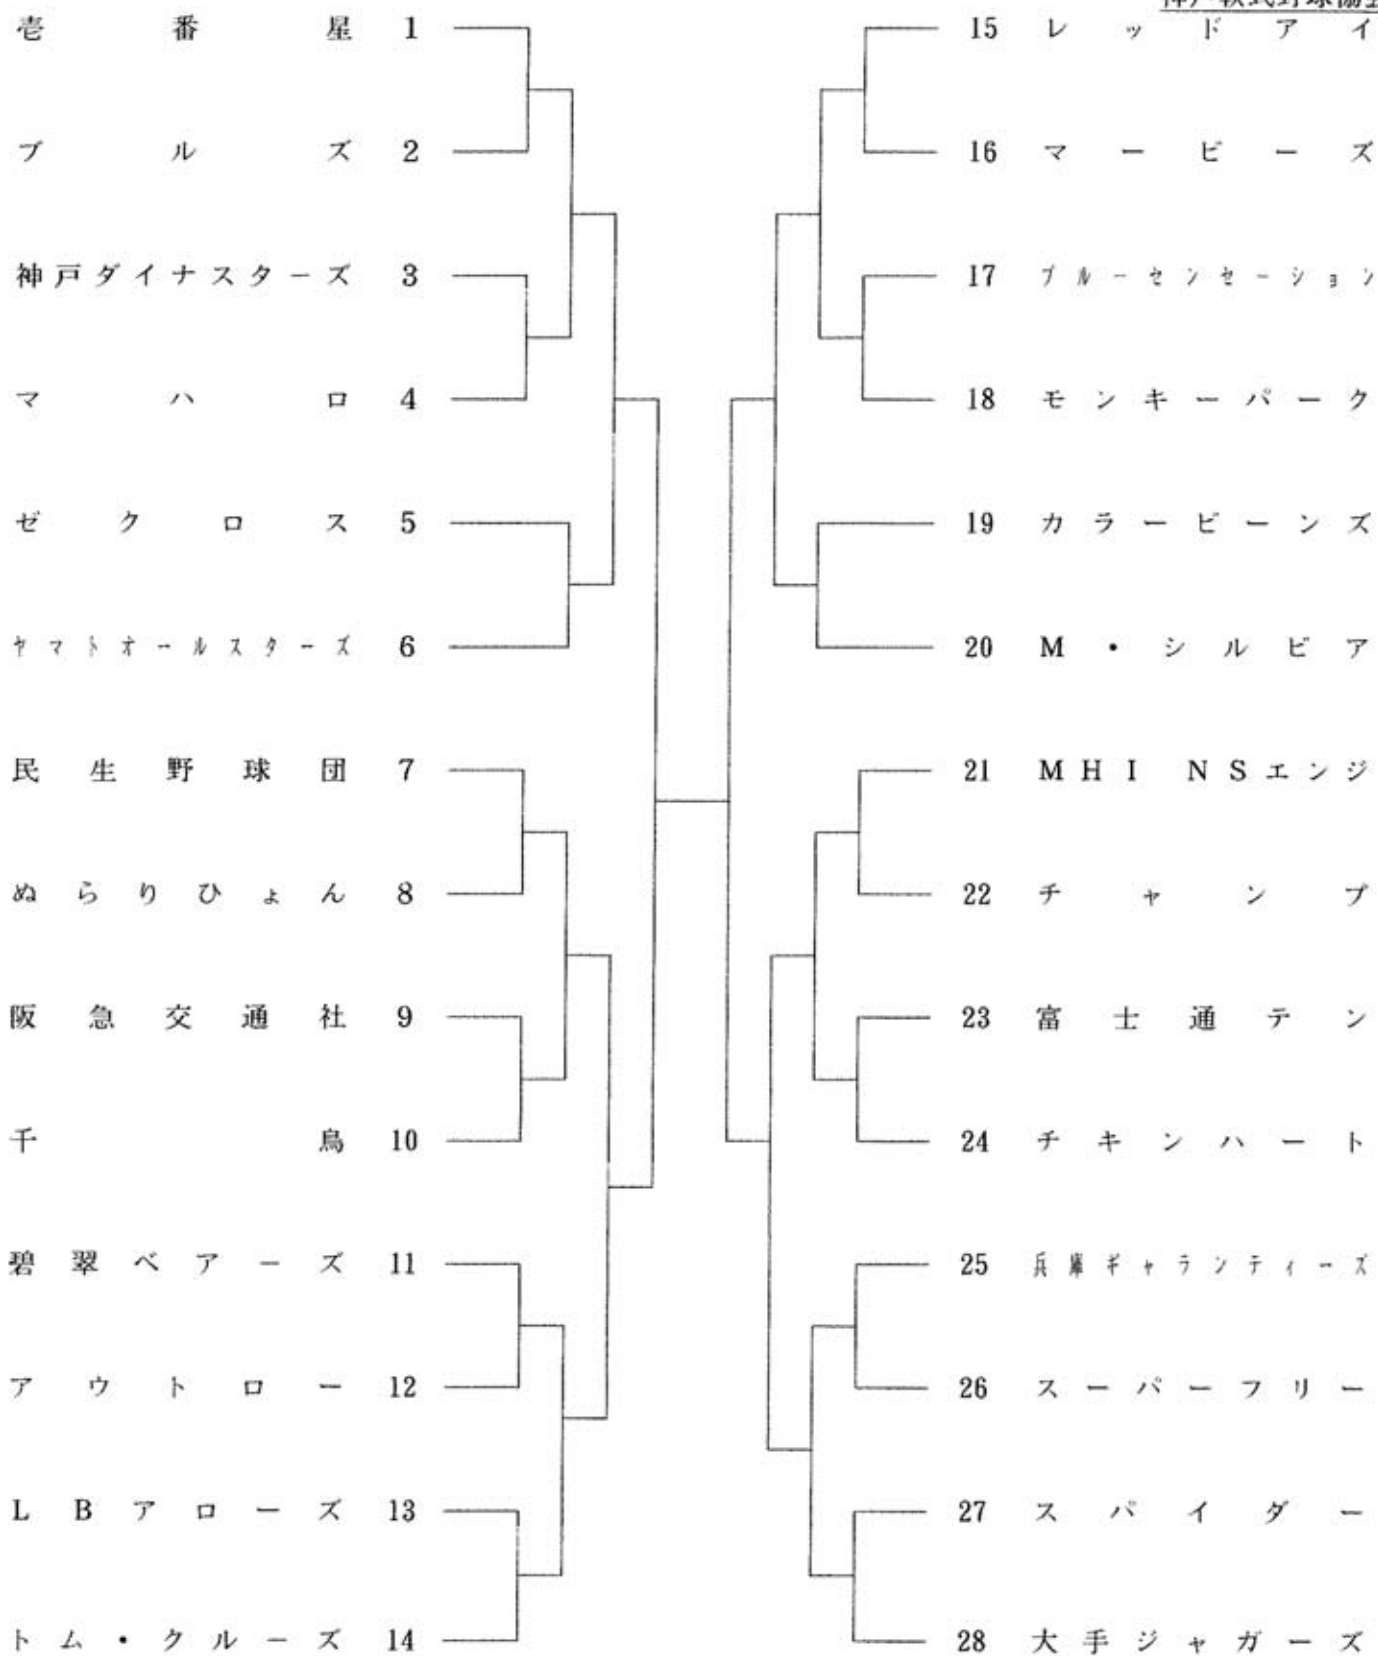 壱番星 1
ブルズ 2
神戸ダイナスターズ 3
マハロ 4
ゼクロス 5
ヤマトオールスターズ 6
民生野球団 7
ぬらりひょん 8
阪急交通社 9
千鳥 10
碧翠ベアーズ 11
アウトロー 12
LBアローズ 13
トム・クルーズ 14
神戸軟式野球協会
15 レッドアイ
16 マービーズ
17 ブルーセンセーション
18 モンキーパーク
19 カラービーンズ
20 M・シルビア
21 MHI NSエンジ
22 チャンプ
23 富士通テン
24 チキンハート
25 兵庫ギャランティーズ
26 スーパーフリー
27 スパイダー
28 大手ジャガーズ